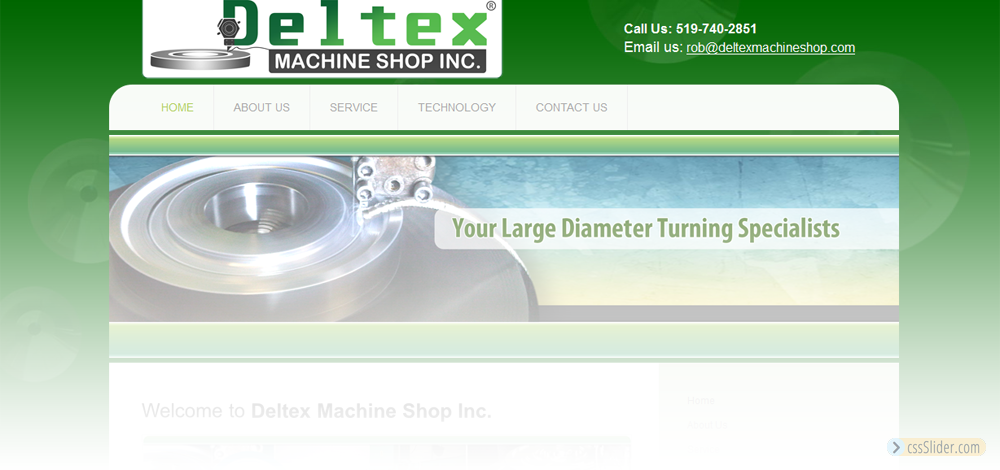 Deltex®
MACHINE SHOP INC.
Call Us: 519-740-2851
Email us: rob@deltexmachineshop.com
HOME ABOUT US SERVICE TECHNOLOGY CONTACT US
Your Large Diameter Turning Specialists
Home
Welcome to Deltex Machine Shop Inc.
cssSlider.com